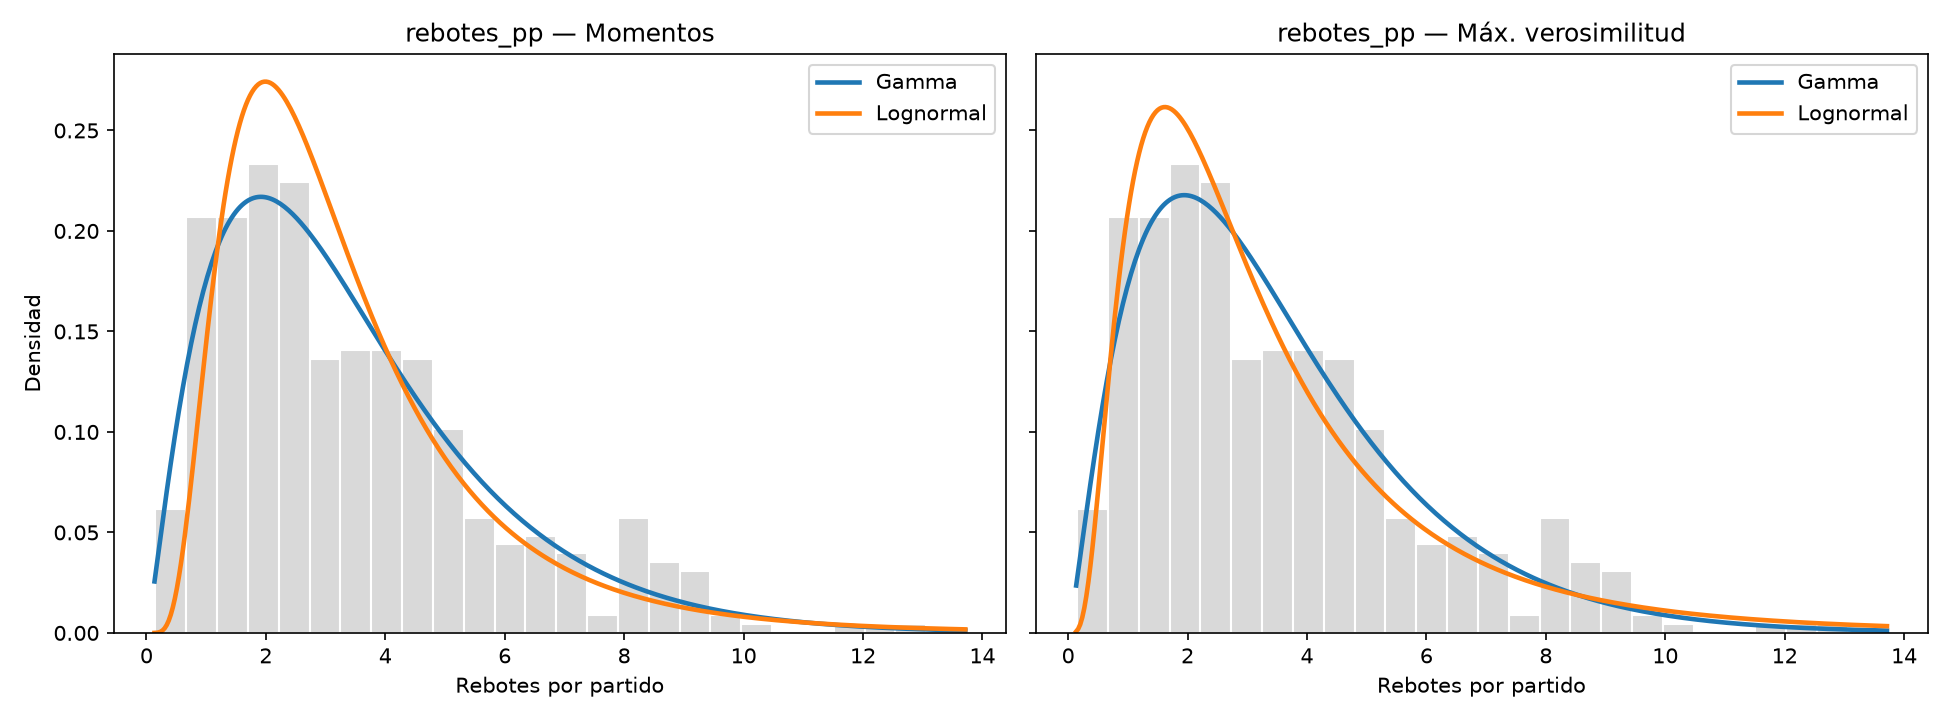 rebotes_pp — Momentos
Gamma
Lognormal
0.25
0.20
0.15
0.10
0.05
0.00
Densidad
0 2 4 6 8 10 12 14
Rebotes por partido
rebotes_pp — Máx. verosimilitud
Gamma
Lognormal
0 2 4 6 8 10 12 14
Rebotes por partido